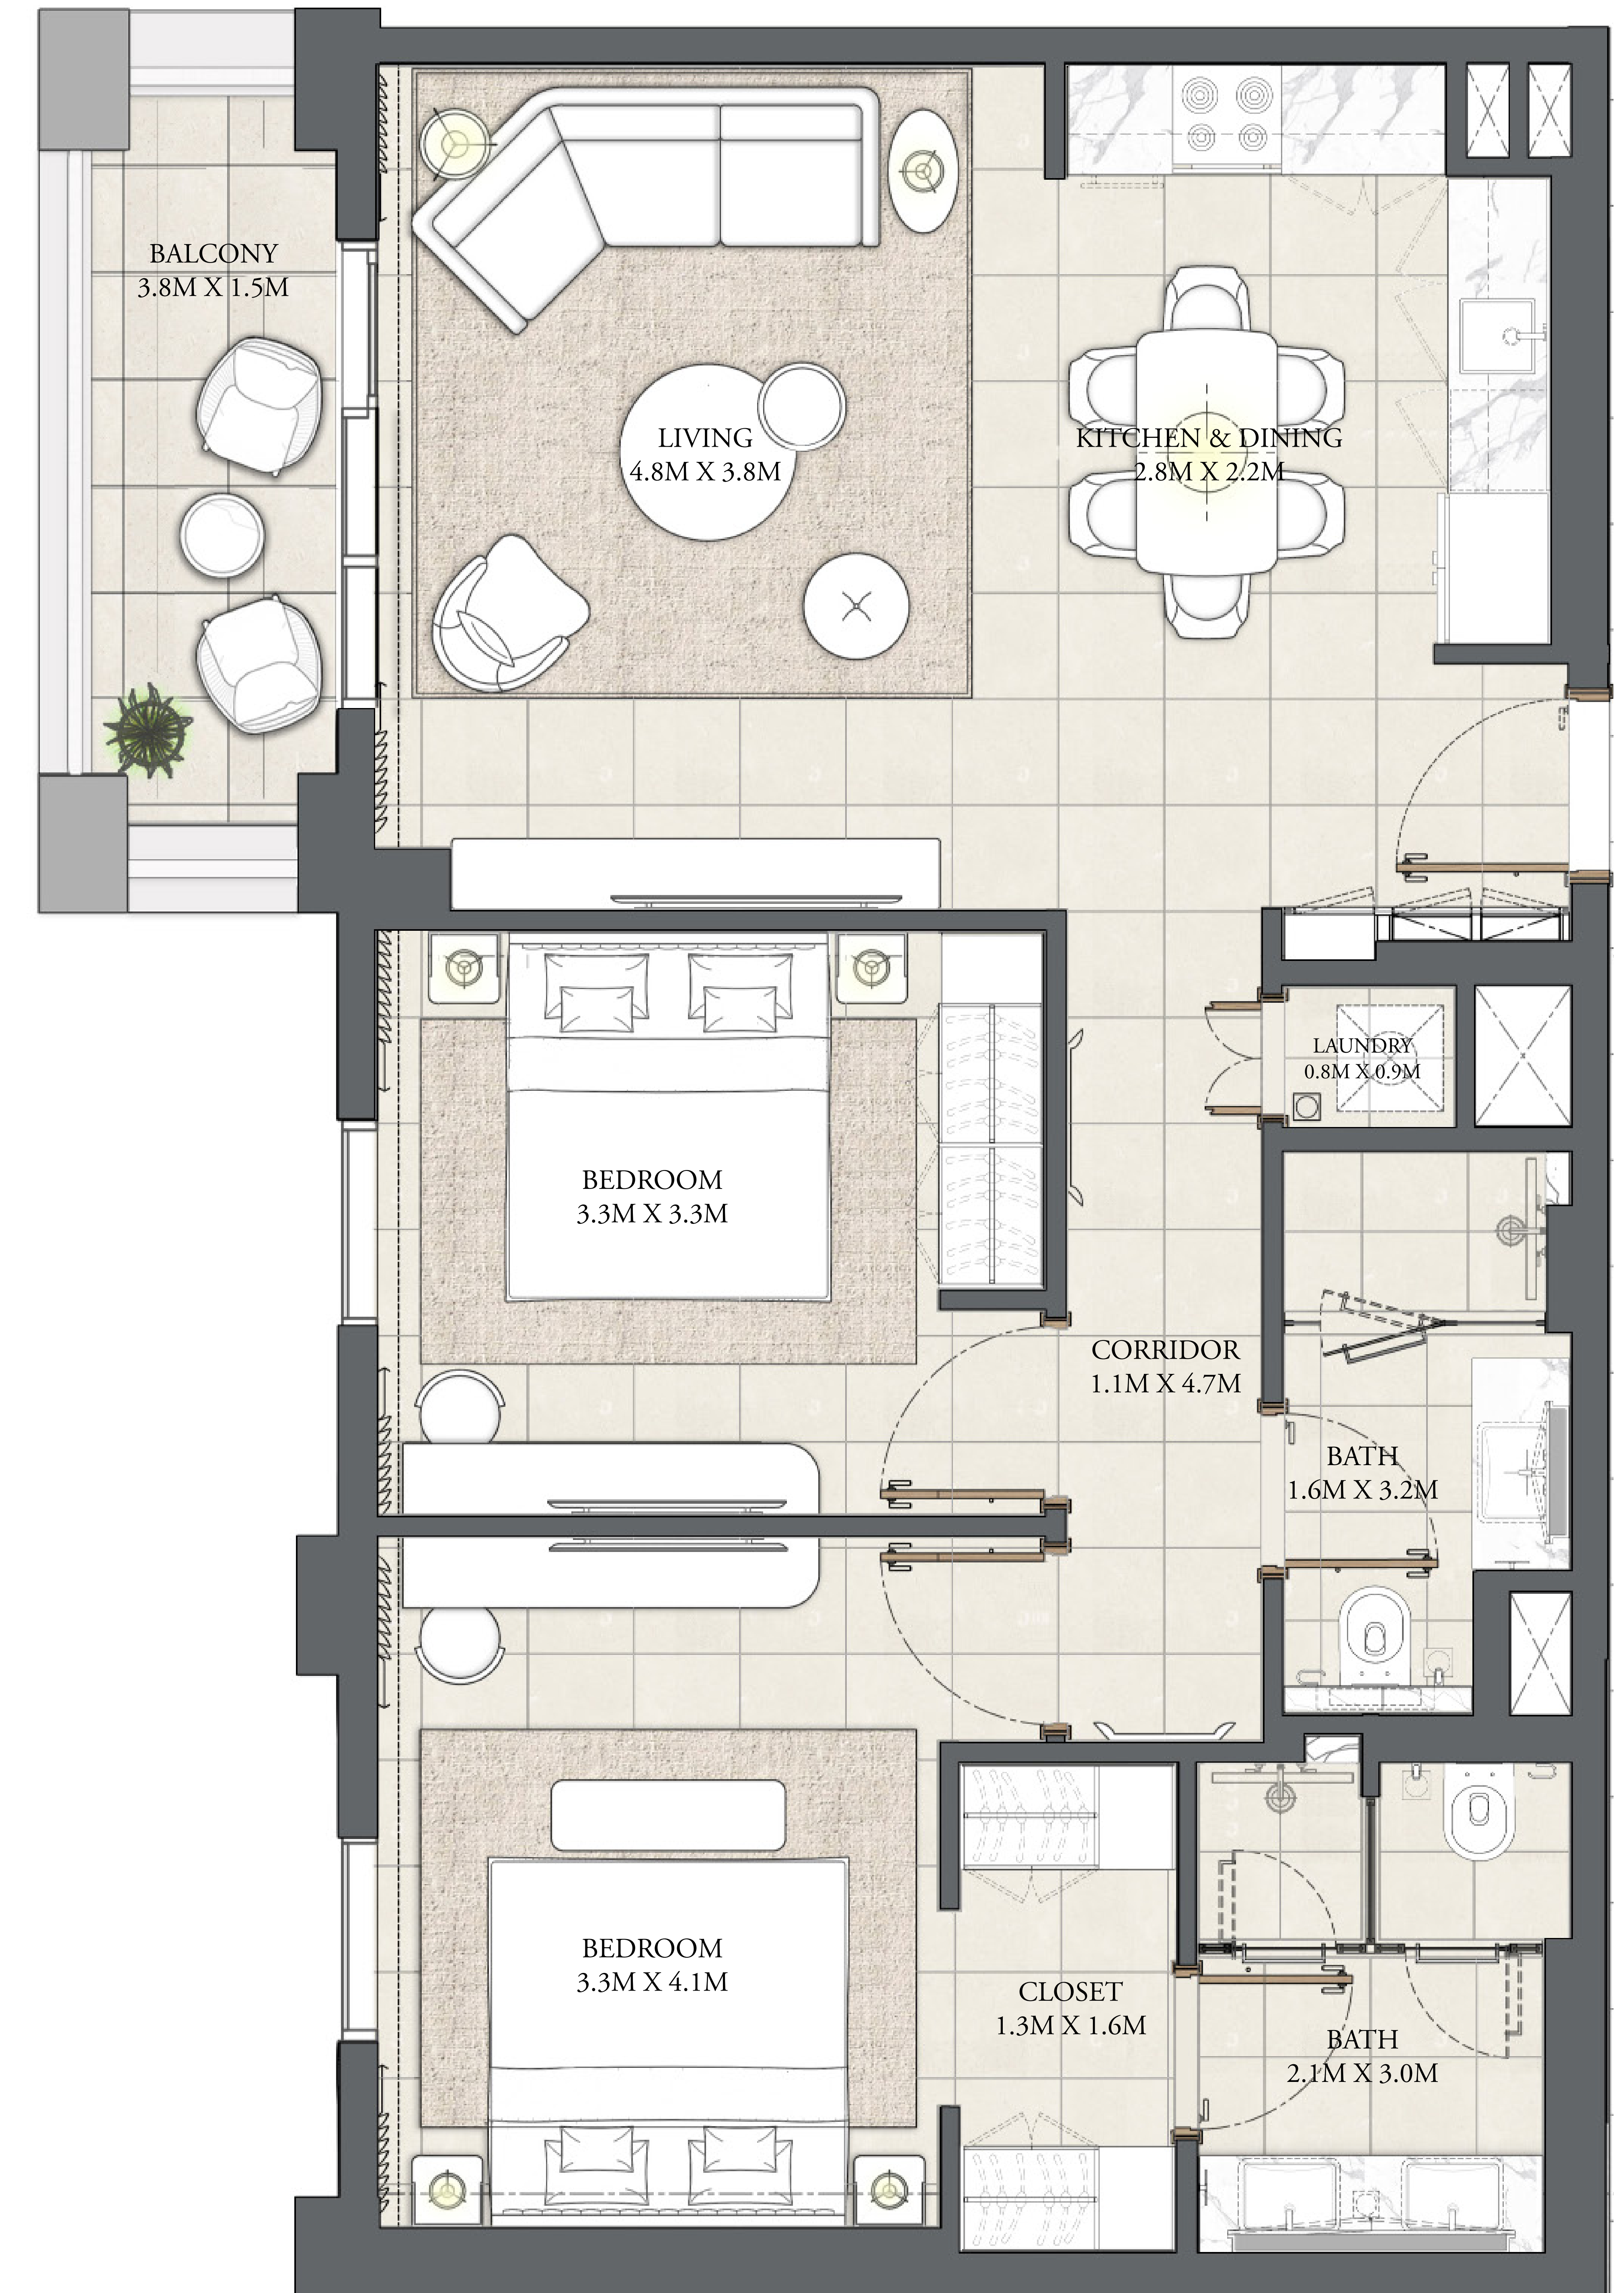 BALCONY
3.8M X 1.5M
LIVING
4.8M X 3.8M
KITCHEN & DINING
2.8M X 2.2M
LAUNDRY
0.8M X 0.9M
BEDROOM
3.3M X 3.3M
CORRIDOR
1.1M X 4.7M
BATH
1.6M X 3.2M
BEDROOM
3.3M X 4.1M
CLOSET
1.3M X 1.6M
BATH
2.1M X 3.0M